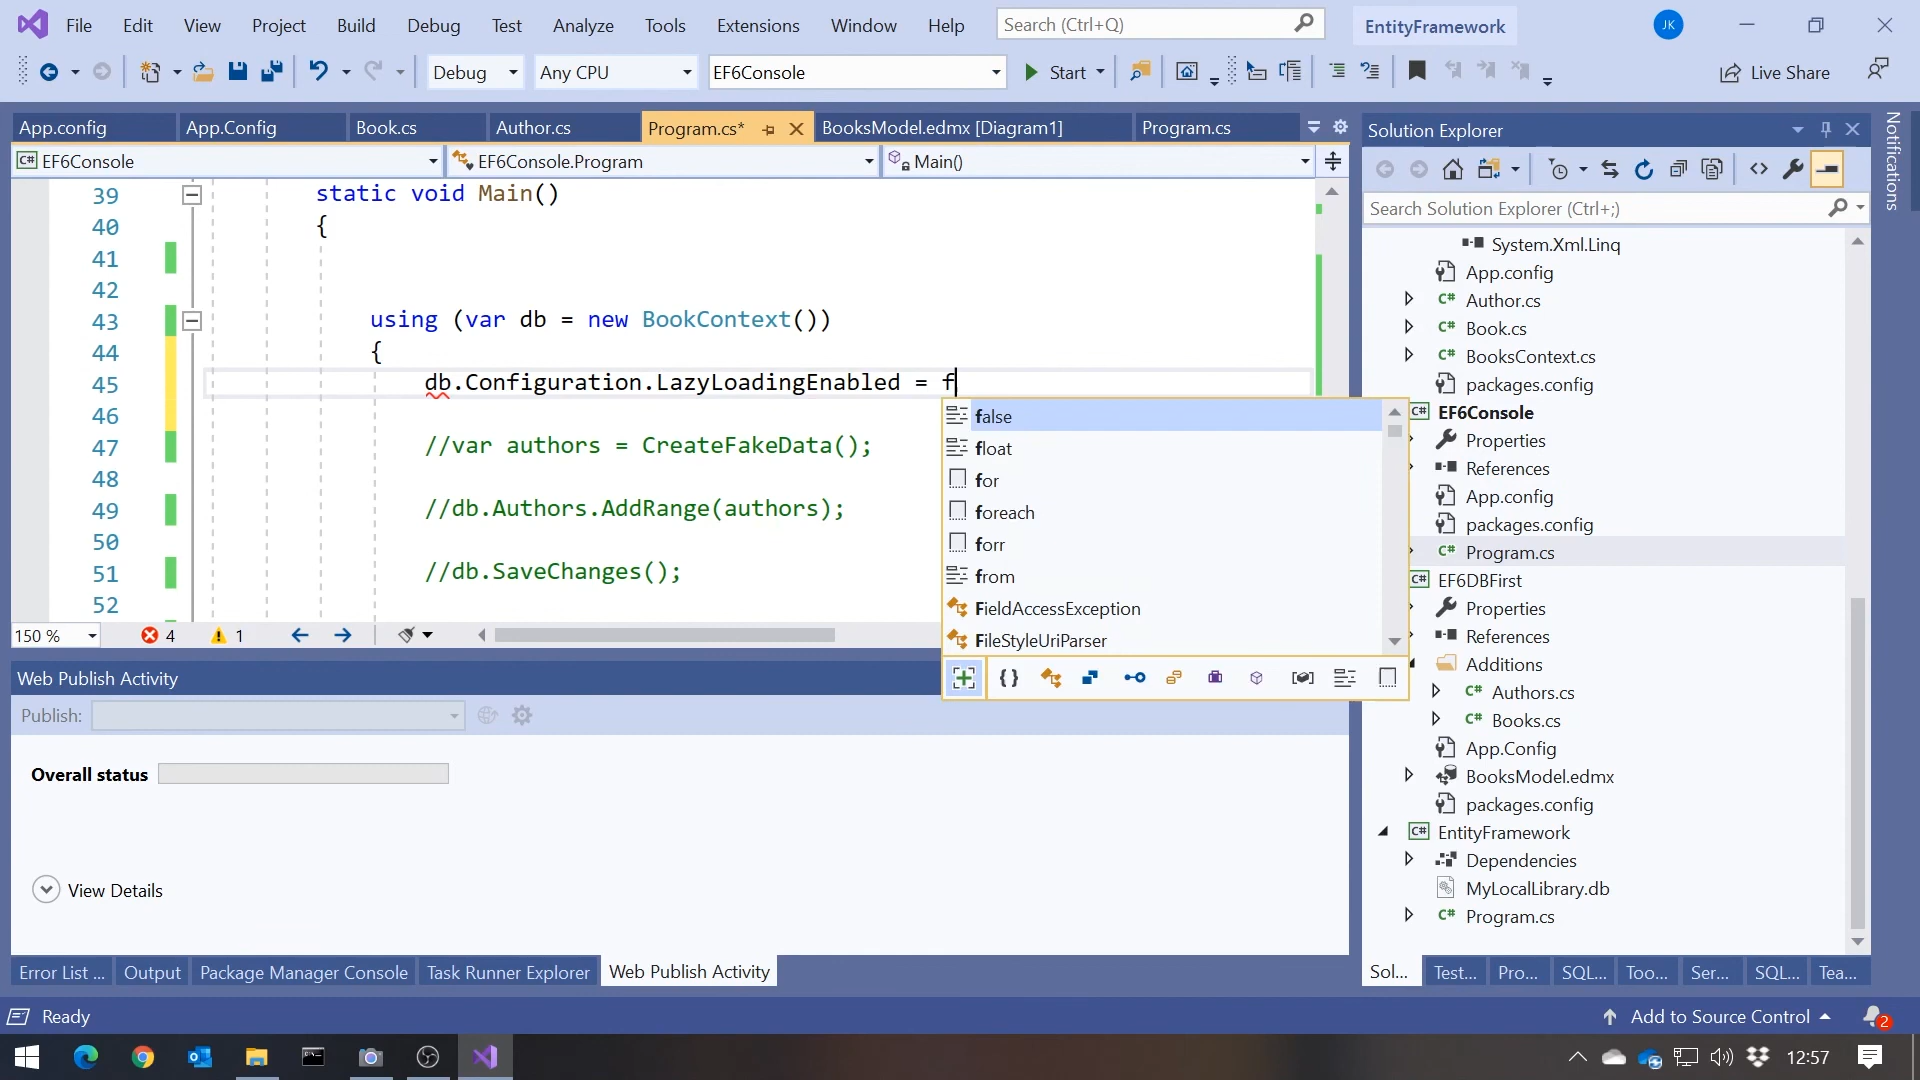 File Edit View Project Build Debug Test Analyze Tools Extensions Window Help Search (Ctrl+Q) EntityFramework JK
Debug Any CPU EF6Console Start Live Share
App.config App.Config Book.cs Author.cs Program.cs* BooksModel.edmx [Diagram1] Program.cs
C# EF6Console EF6Console.Program Main()
39 static void Main()
40 {
41
42
43 using (var db = new BookContext())
44 {
45 db.Configuration.LazyLoadingEnabled = f
46
47 //var authors = CreateFakeData();
48
49 //db.Authors.AddRange(authors);
50
51 //db.SaveChanges();
52
false
float
for
foreach
forr
from
FieldAccessException
FileStyleUriParser
150 % 4 1
Web Publish Activity
Publish:
Overall status
View Details
Error List ... Output Package Manager Console Task Runner Explorer Web Publish Activity
Solution Explorer
Search Solution Explorer (Ctrl+;)
System.Xml.Linq
App.config
C# Author.cs
C# Book.cs
C# BooksContext.cs
packages.config
C# EF6Console
Properties
References
App.config
packages.config
C# Program.cs
C# EF6DBFirst
Properties
References
Additions
C# Authors.cs
C# Books.cs
App.Config
BooksModel.edmx
packages.config
C# EntityFramework
Dependencies
MyLocalLibrary.db
C# Program.cs
Sol... Test... Pro... SQL... Too... Ser... SQL... Tea...
Notifications
Ready Add to Source Control 2
12:57